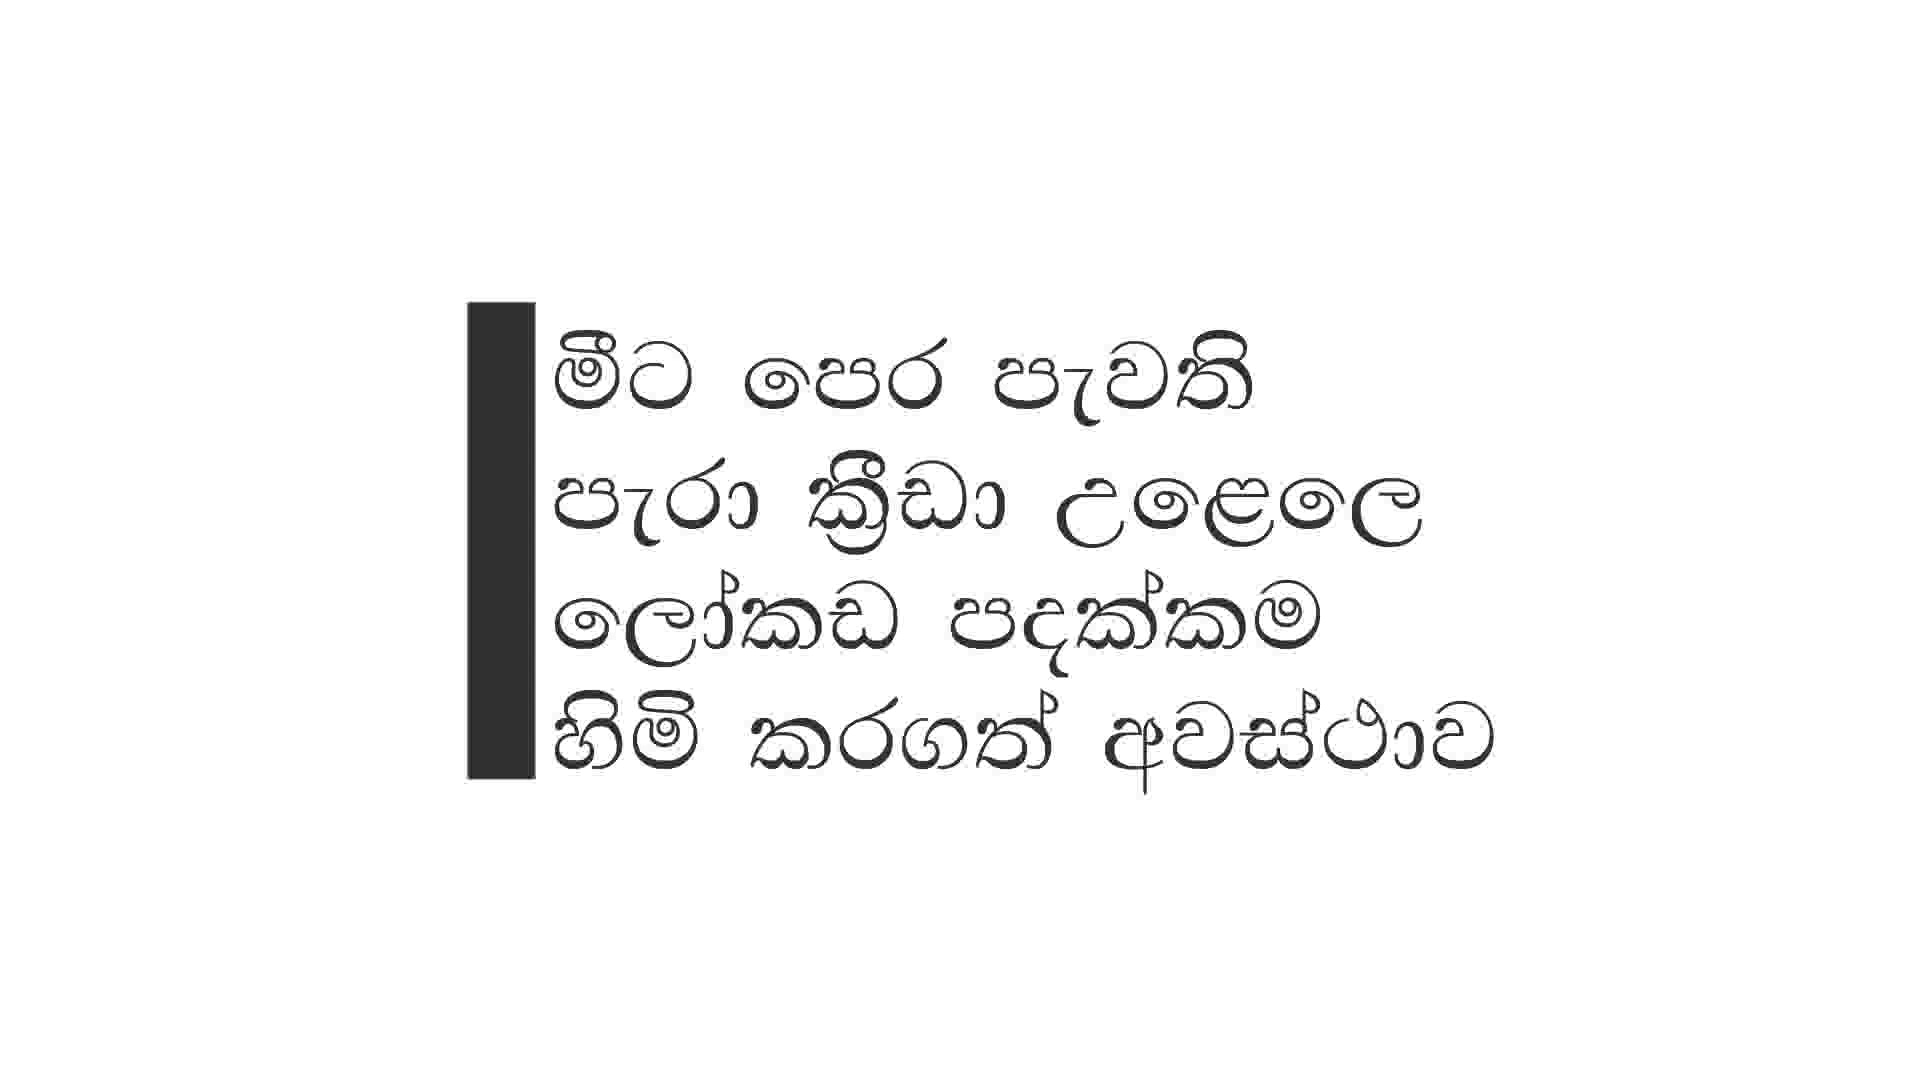 මීට පෙර පැවති
පැරා ක්‍රීඩා උළෙලෙ
ලෝකඩ පදක්කම
හිමි කරගත් අවස්ථාව